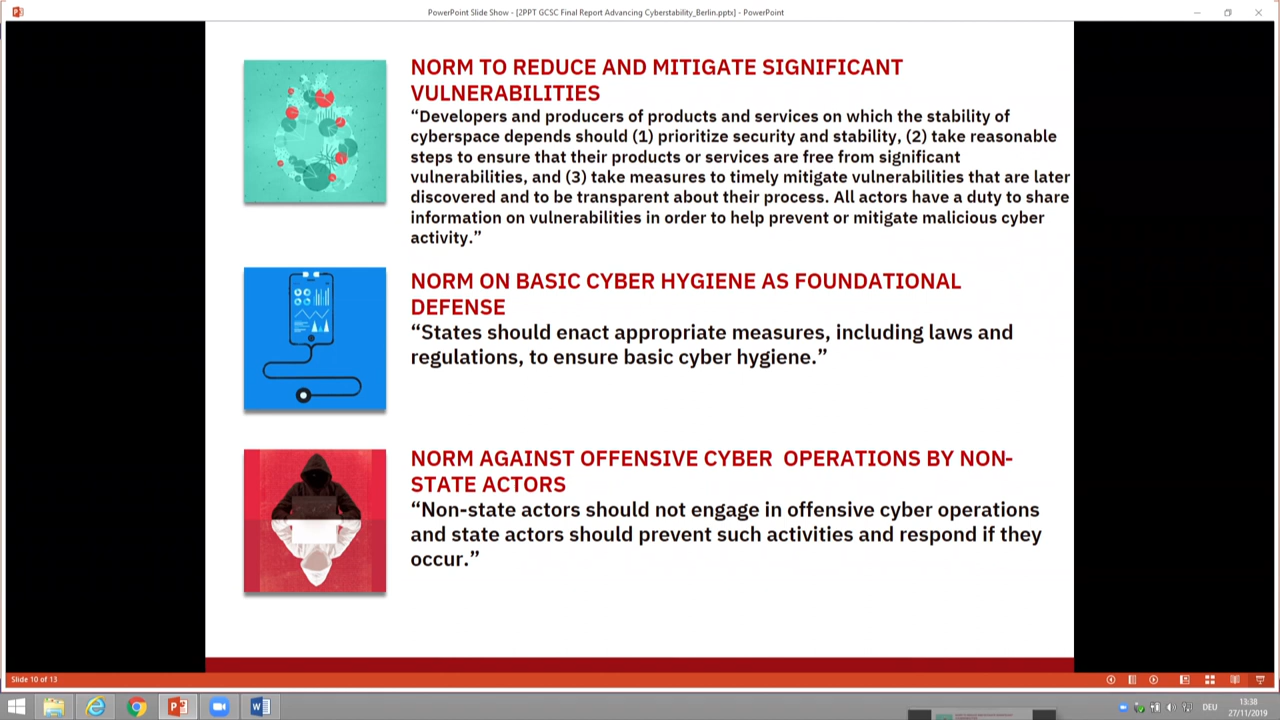 PowerPoint Slide Show - [2PPT GCSC Final Report Advancing Cyberstability_Berlin.pptx] - PowerPoint
NORM TO REDUCE AND MITIGATE SIGNIFICANT
VULNERABILITIES
“Developers and producers of products and services on which the stability of
cyberspace depends should (1) prioritize security and stability, (2) take reasonable
steps to ensure that their products or services are free from significant
vulnerabilities, and (3) take measures to timely mitigate vulnerabilities that are later
discovered and to be transparent about their process. All actors have a duty to share
information on vulnerabilities in order to help prevent or mitigate malicious cyber
activity.”
NORM ON BASIC CYBER HYGIENE AS FOUNDATIONAL
DEFENSE
“States should enact appropriate measures, including laws and
regulations, to ensure basic cyber hygiene.”
NORM AGAINST OFFENSIVE CYBER  OPERATIONS BY NON-
STATE ACTORS
“Non-state actors should not engage in offensive cyber operations
and state actors should prevent such activities and respond if they
occur.”
Slide 10 of 13
DEU
13:38
27/11/2019